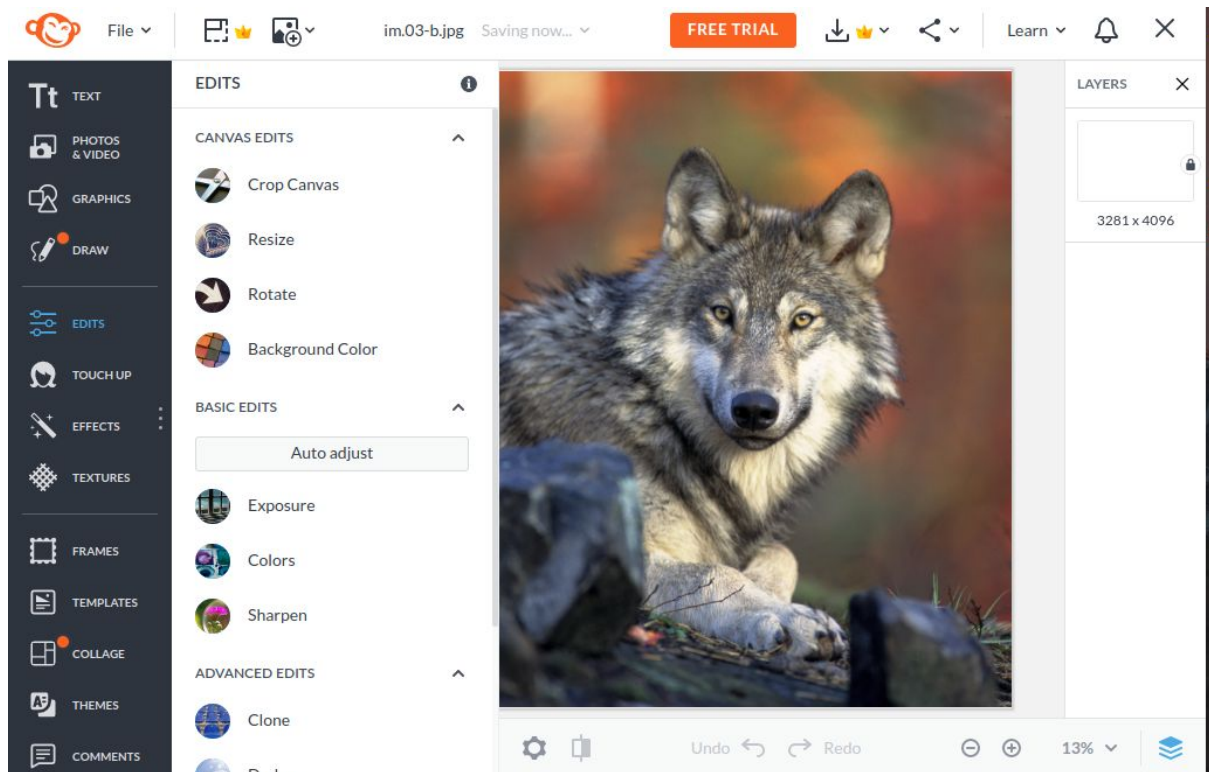 File
im.03-b.jpg Saving now...
FREE TRIAL
Learn
Tt TEXT
PHOTOS
& VIDEO
GRAPHICS
DRAW
EDITS
TOUCH UP
EFFECTS
TEXTURES
FRAMES
TEMPLATES
COLLAGE
THEMES
COMMENTS
EDITS
CANVAS EDITS
Crop Canvas
Resize
Rotate
Background Color
BASIC EDITS
Auto adjust
Exposure
Colors
Sharpen
ADVANCED EDITS
Clone
LAYERS
3281 x 4096
Undo
Redo
13%